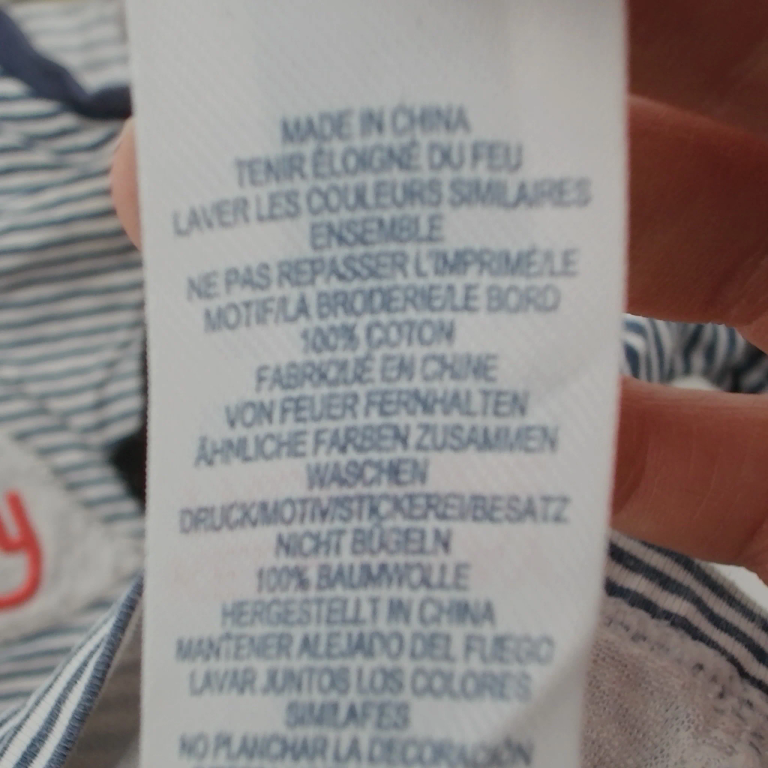 MADE IN CHINA
TENIR ÉLOIGNÉ DU FEU
LAVER LES COULEURS SIMILAIRES
ENSEMBLE
NE PAS REPASSER L'IMPRIMÉ/LE
MOTIF/LA BRODERIE/LE BORD
100% COTON
FABRIQUÉ EN CHINE
VON FEUER FERNHALTEN
ÄHNLICHE FARBEN ZUSAMMEN
WASCHEN
DRUCK/MOTIV/STICKEREI/BESATZ
NICHT BÜGELN
100% BAUMWOLLE
HERGESTELLT IN CHINA
MANTENER ALEJADO DEL FUEGO
LAVAR JUNTOS LOS COLORES
SIMILARES
NO PLANCHAR LA DECORACIÓN